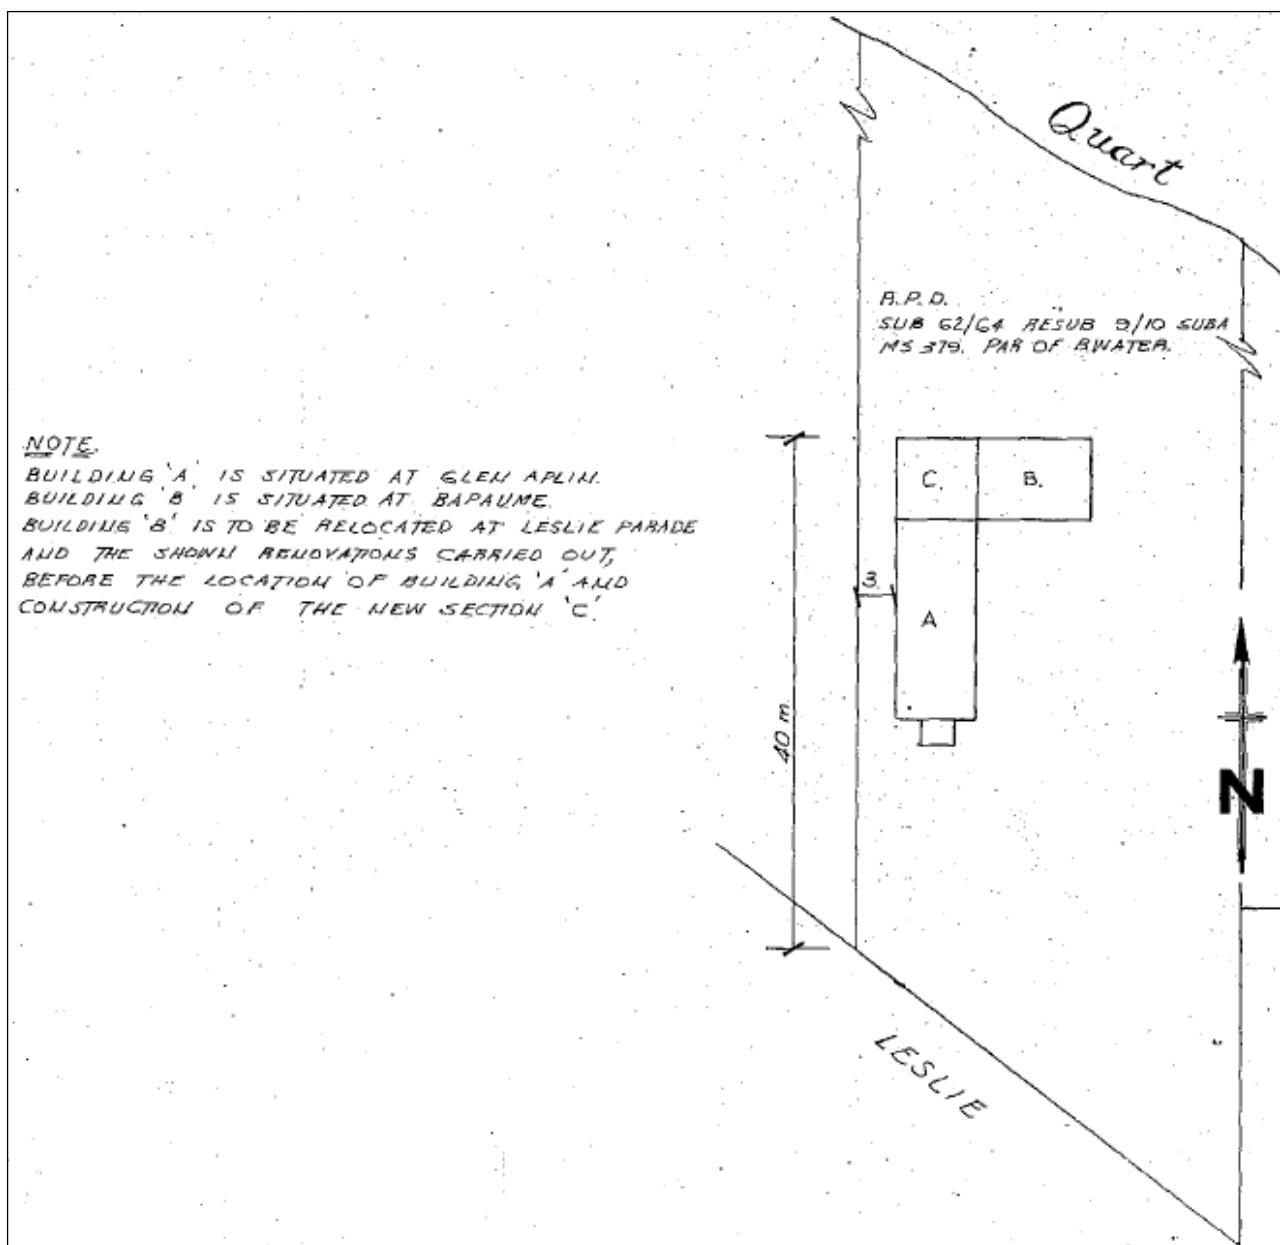 Quart
R.P.D.
SUB 62/64 RESUB 9/10 SUBA
MS 379. PAR OF BWATER.
NOTE.
BUILDING 'A' IS SITUATED AT GLEN APLIN.
BUILDING 'B' IS SITUATED AT BAPAUME.
BUILDING 'B' IS TO BE RELOCATED AT LESLIE PARADE
AND THE SHOWN RENOVATIONS CARRIED OUT,
BEFORE THE LOCATION OF BUILDING 'A' AND
CONSTRUCTION OF THE NEW SECTION 'C'.
C.
B.
3.
A
40 m.
N
LESLIE